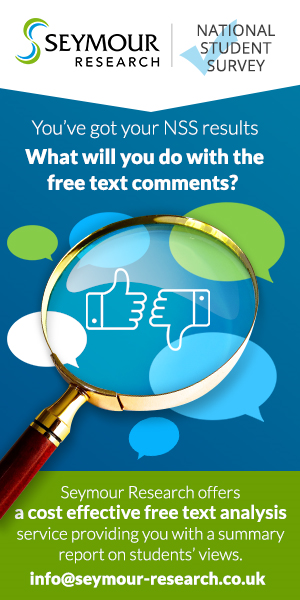 SEYMOUR
RESEARCH
NATIONAL
STUDENT
SURVEY
You've got your NSS results
What will you do with the
free text comments?
Seymour Research offers
a cost effective free text analysis
service providing you with a summary
report on students' views.
info@seymour-research.co.uk